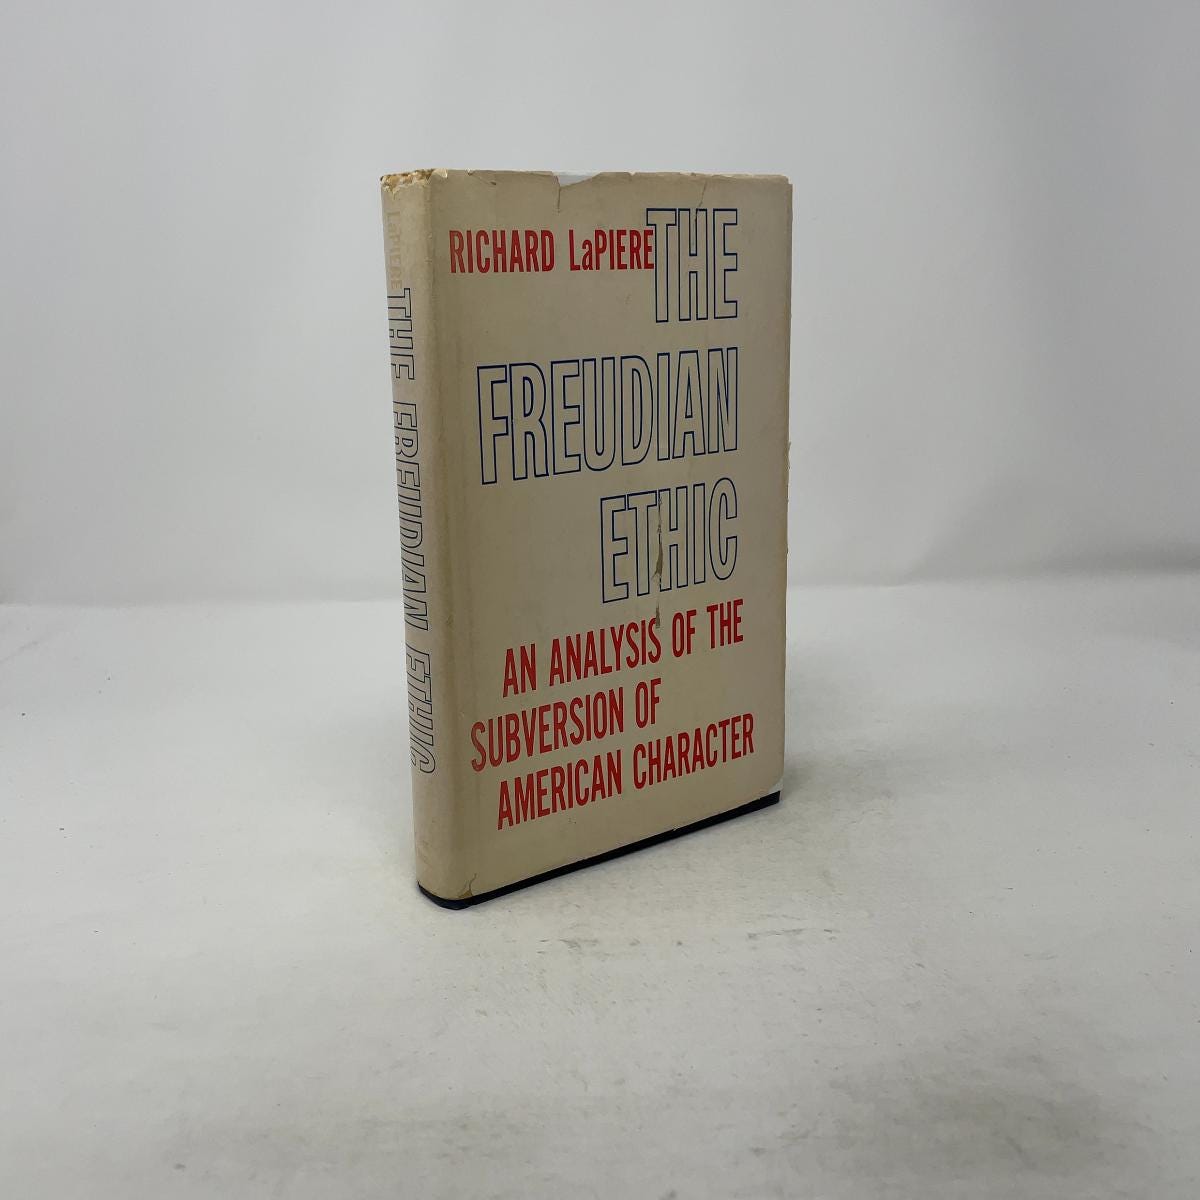 RICHARD LaPIERE
THE
FREUDIAN
ETHIC
AN ANALYSIS OF THE
SUBVERSION OF
AMERICAN CHARACTER
LaPIERE
THE FREUDIAN ETHIC